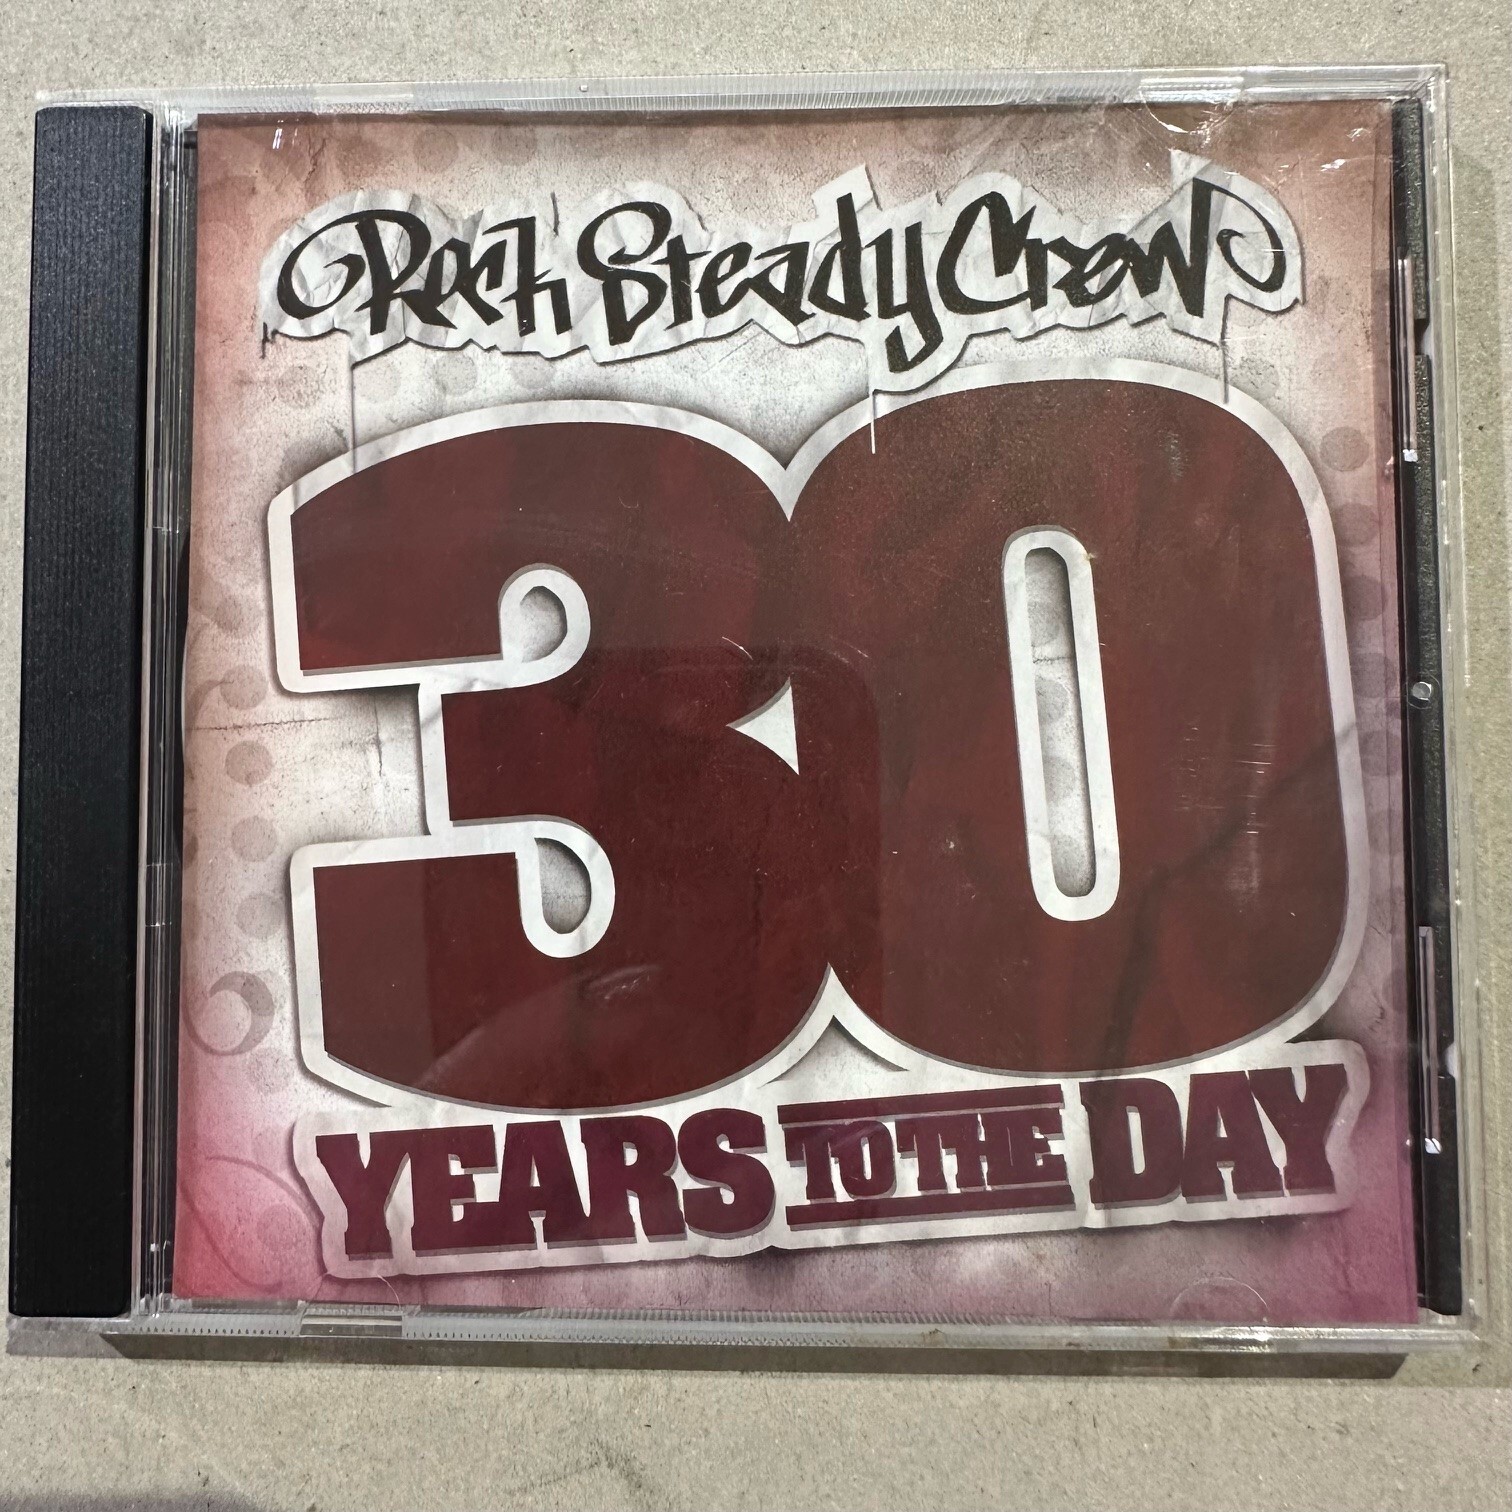 Rock Steady Crew
30
YEARS TO THE DAY